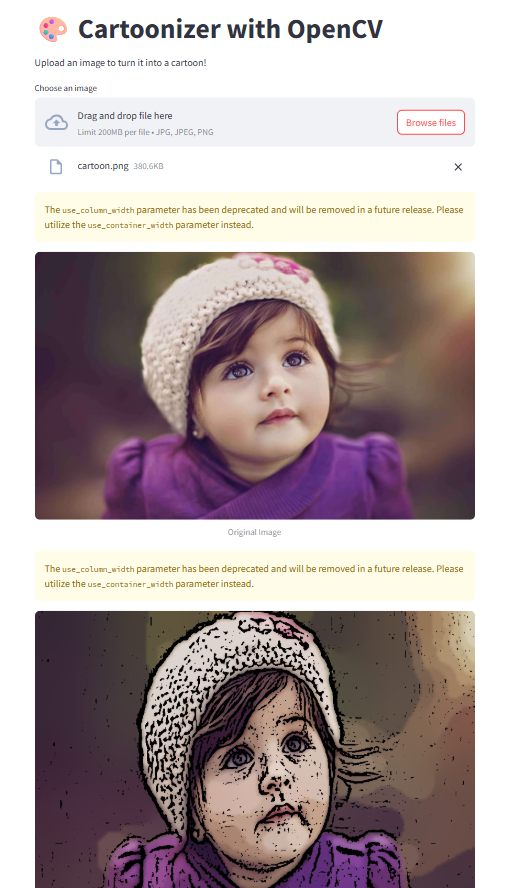 Cartoonizer with OpenCV
Upload an image to turn it into a cartoon!
Choose an image
Drag and drop file here
Limit 200MB per file • JPG, JPEG, PNG
Browse files
cartoon.png 380.6KB
The use_column_width parameter has been deprecated and will be removed in a future release. Please
utilize the use_container_width parameter instead.
Original Image
The use_column_width parameter has been deprecated and will be removed in a future release. Please
utilize the use_container_width parameter instead.